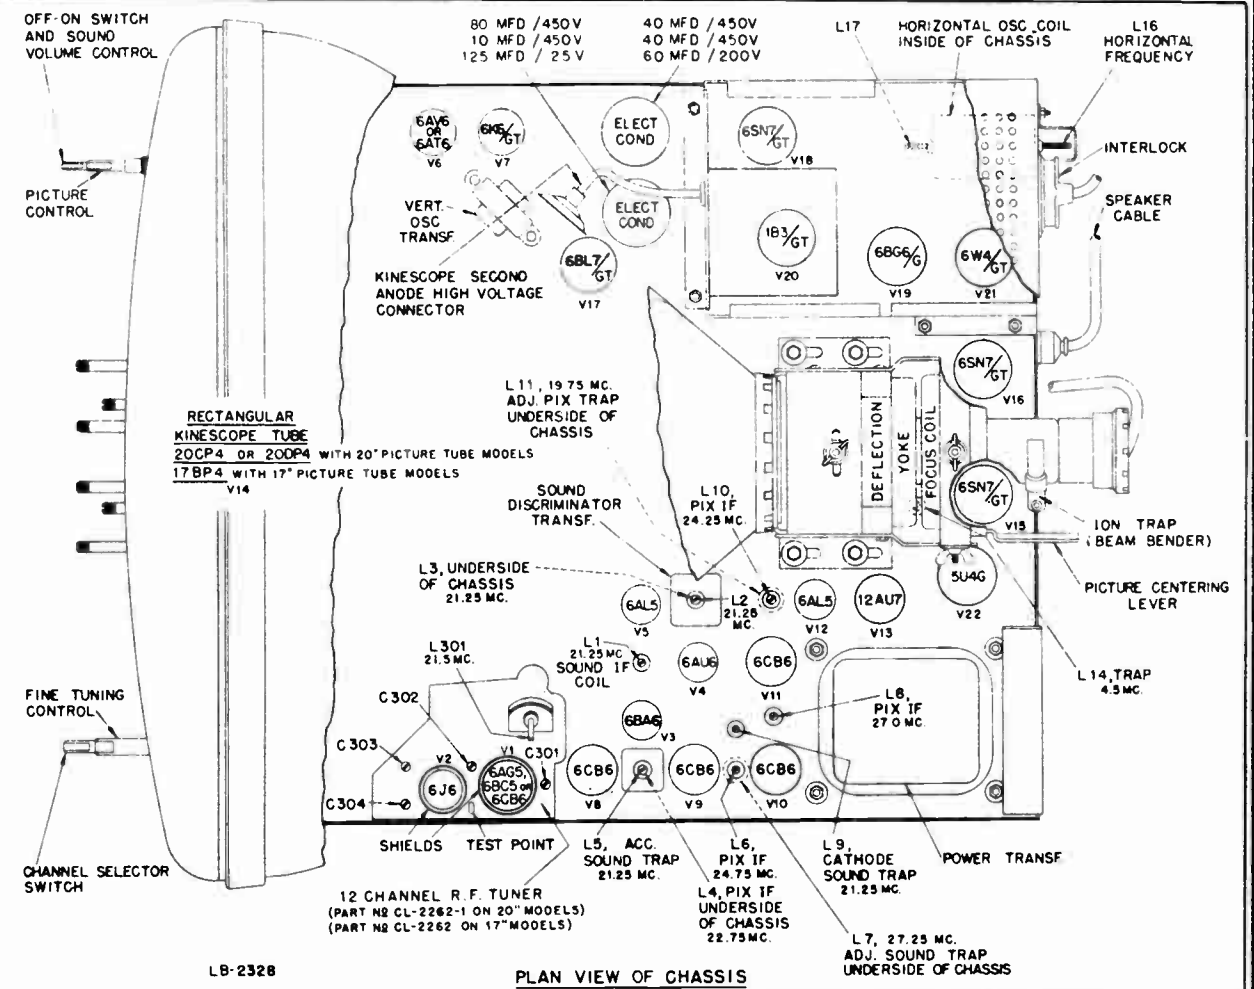 OFF-ON SWITCH
AND SOUND
VOLUME CONTROL
80 MFD /450V
10 MFD /450V
125 MFD / 25V
40 MFD /450V
40 MFD /450V
60 MFD /200V
L17
HORIZONTAL OSC COIL
INSIDE OF CHASSIS
L16
HORIZONTAL
FREQUENCY
6AV6
OR
6AT6
V6
6K6/GT
V7
ELECT
COND
6SN7/GT
V18
INTERLOCK
PICTURE
CONTROL
VERT.
OSC
TRANSF.
ELECT
COND
SPEAKER
CABLE
6BL7/GT
V17
1B3/GT
V20
6BG6/G
V19
6W4/GT
V21
KINESCOPE SECOND
ANODE HIGH VOLTAGE
CONNECTOR
6SN7/GT
V16
L11, 19.75 MC.
ADJ. PIX TRAP
UNDERSIDE OF
CHASSIS
RECTANGULAR
KINESCOPE TUBE
20CP4 OR 20DP4 WITH 20" PICTURE TUBE MODELS
17BP4 WITH 17" PICTURE TUBE MODELS
V14
DEFLECTION
YOKE
FOCUS COIL
SOUND
DISCRIMINATOR
TRANSF.
L10,
PIX IF
24.25 MC.
6SN7/GT
V15
ION TRAP
(BEAM BENDER)
L3, UNDERSIDE
OF CHASSIS
21.25 MC.
6AL5
V5
L2
21.25
MC.
6AL5
V12
12AU7
V13
5U4G
V22
PICTURE CENTERING
LEVER
L301
21.5 MC.
L1
21.25 MC
SOUND IF
COIL
6AU6
V4
6CB6
V11
L14, TRAP
4.5 MC.
FINE TUNING
CONTROL
C302
6BA6
V3
L8,
PIX IF
27.0 MC.
C303
C304
V2
6J6
V1
6AG5,
6BC5 OR
6CB6
C301
6CB6
V8
6CB6
V9
6CB6
V10
SHIELDS
TEST POINT
L5, ACC.
SOUND TRAP
21.25 MC.
L6,
PIX IF
24.75 MC.
L9,
CATHODE
SOUND TRAP
21.25 MC.
POWER TRANSF
CHANNEL SELECTOR
SWITCH
12 CHANNEL R.F. TUNER
(PART Nº CL-2262-1 ON 20" MODELS)
(PART Nº CL-2262 ON 17" MODELS)
L4, PIX IF
UNDERSIDE
OF CHASSIS
22.75 MC.
L7, 27.25 MC.
ADJ. SOUND TRAP
UNDERSIDE OF CHASSIS
LB-2328
PLAN VIEW OF CHASSIS